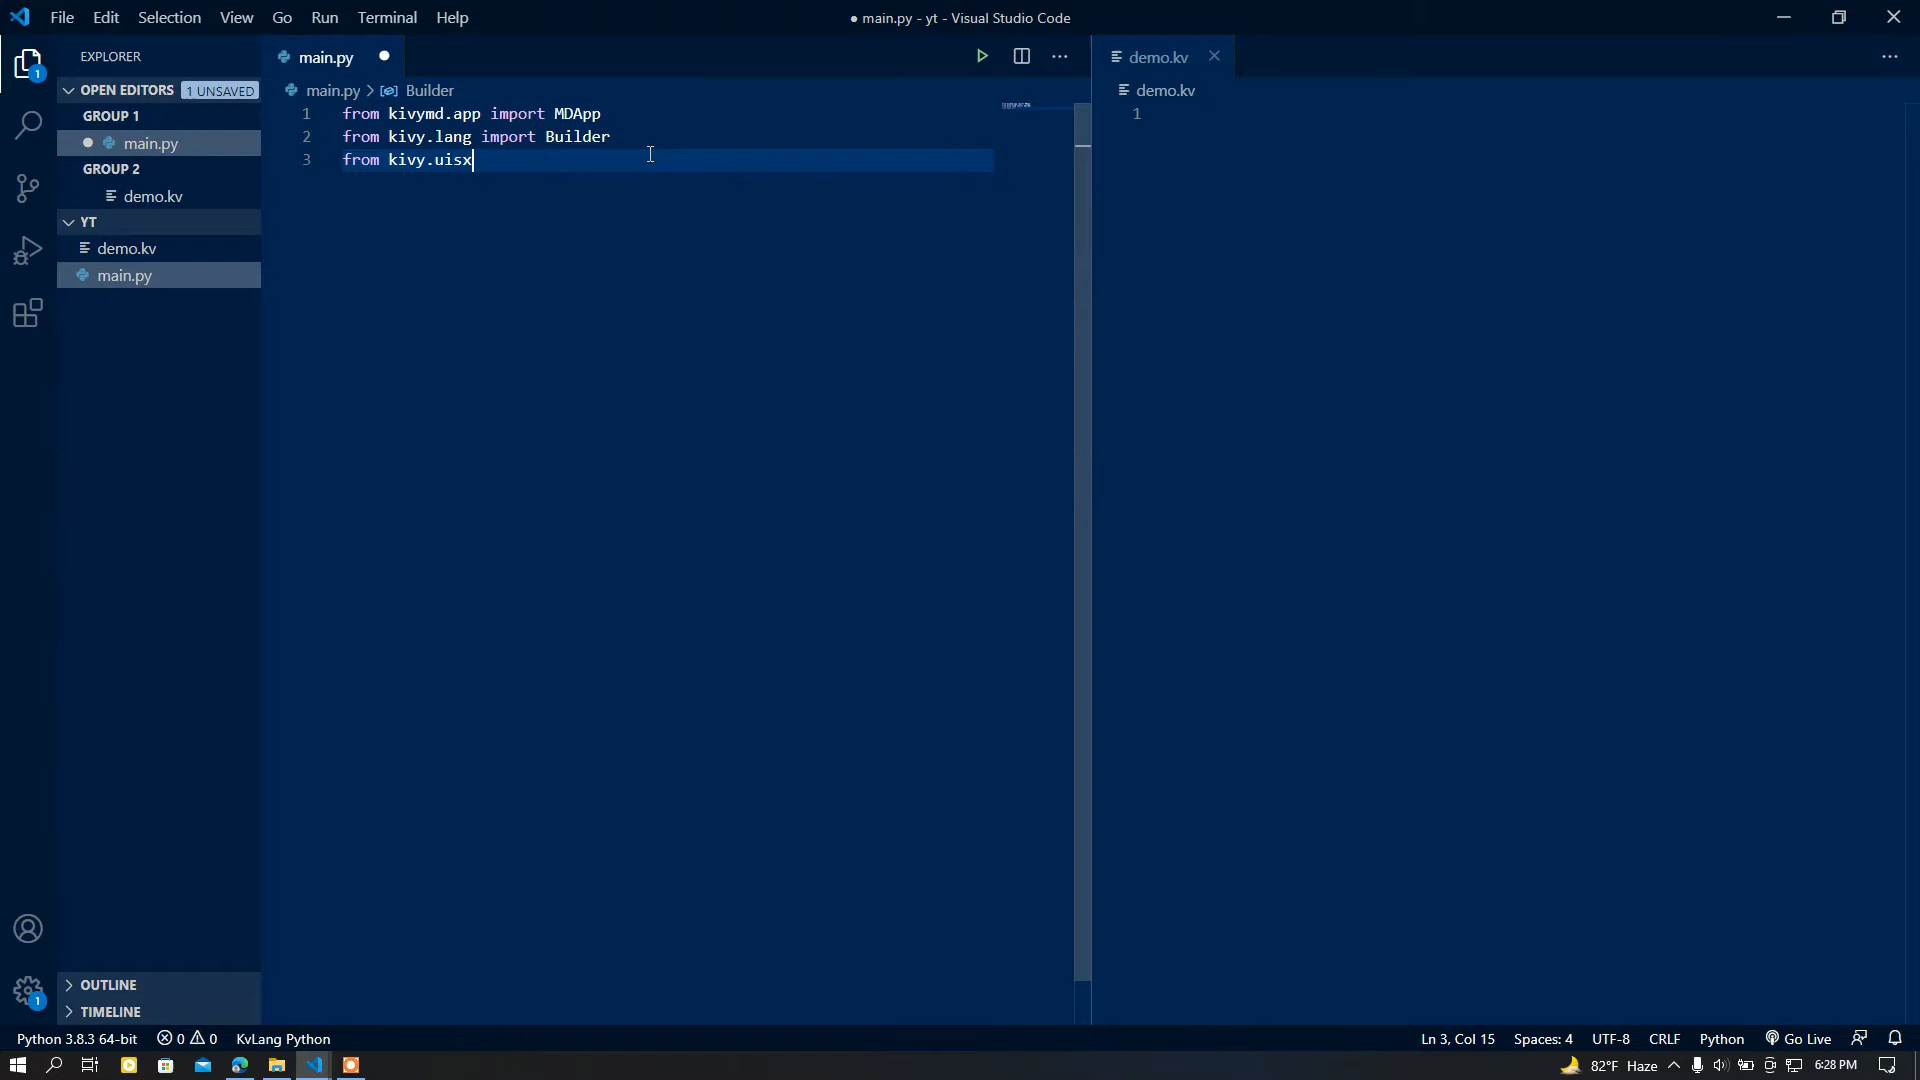 File Edit Selection View Go Run Terminal Help
● main.py - yt - Visual Studio Code
EXPLORER
OPEN EDITORS 1 UNSAVED
GROUP 1
main.py
GROUP 2
demo.kv
YT
demo.kv
main.py
OUTLINE
TIMELINE
main.py
main.py > Builder
1 from kivymd.app import MDApp
2 from kivy.lang import Builder
3 from kivy.uisx
demo.kv
demo.kv
1
1
1
Python 3.8.3 64-bit 0 0 KvLang Python
Ln 3, Col 15 Spaces: 4 UTF-8 CRLF Python Go Live
82°F Haze 6:28 PM